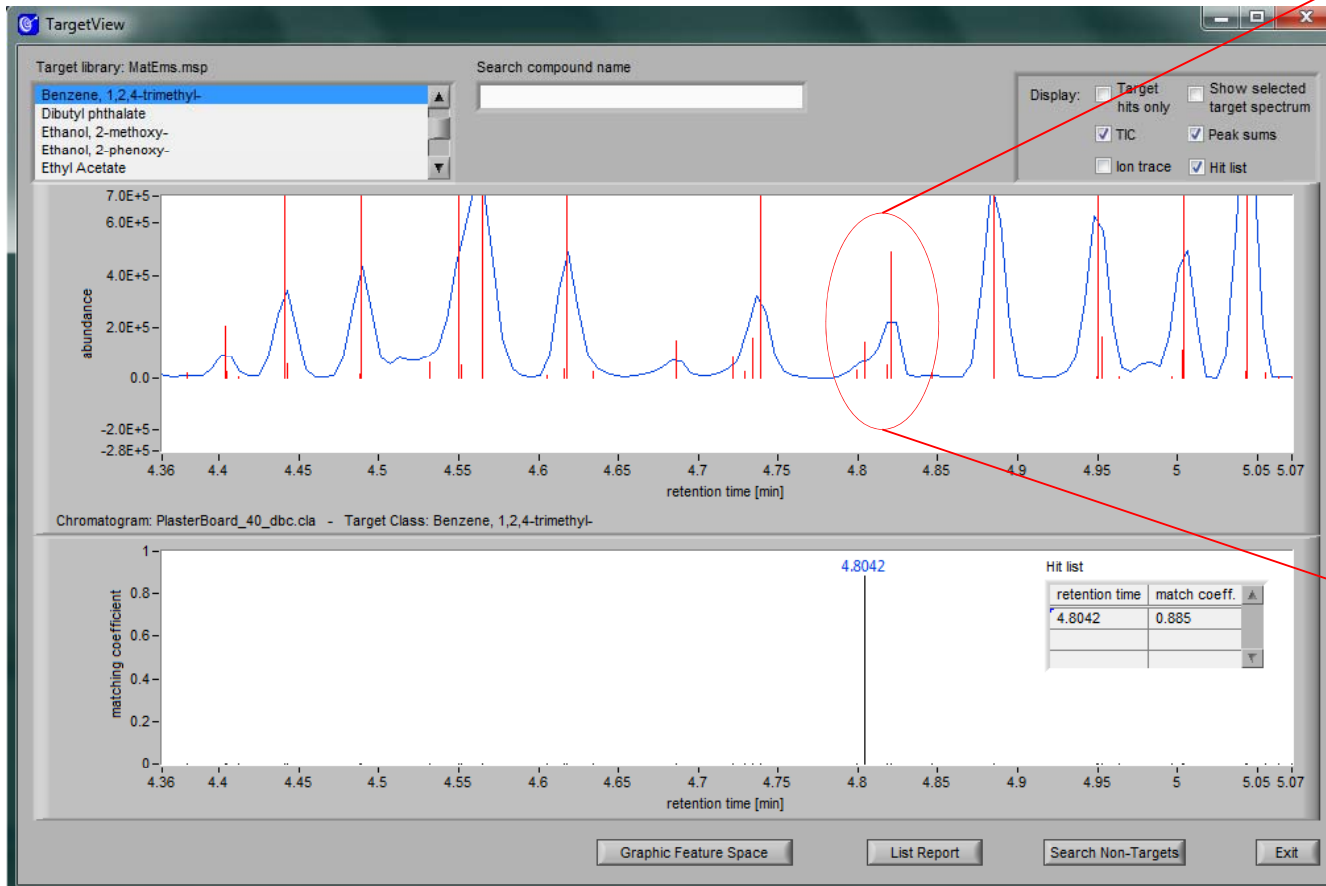 TargetView
Target library: MatEms.msp
Search compound name
Benzene, 1,2,4-trimethyl-
Dibutyl phthalate
Ethanol, 2-methoxy-
Ethanol, 2-phenoxy-
Ethyl Acetate
Display:
Target hits only
Show selected target spectrum
TIC
Peak sums
Ion trace
Hit list
7.0E+5
6.0E+5
4.0E+5
2.0E+5
0.0
-2.0E+5
-2.8E+5
abundance
4.36 4.4 4.45 4.5 4.55 4.6 4.65 4.7 4.75 4.8 4.85 4.9 4.95 5 5.05 5.07
retention time [min]
Chromatogram: PlasterBoard_40_dbc.cla - Target Class: Benzene, 1,2,4-trimethyl-
1
0.8
0.6
0.4
0.2
0
matching coefficient
4.8042
Hit list
retention time match coeff.
4.8042 0.885
4.36 4.4 4.45 4.5 4.55 4.6 4.65 4.7 4.75 4.8 4.85 4.9 4.95 5 5.05 5.07
retention time [min]
Graphic Feature Space List Report Search Non-Targets Exit